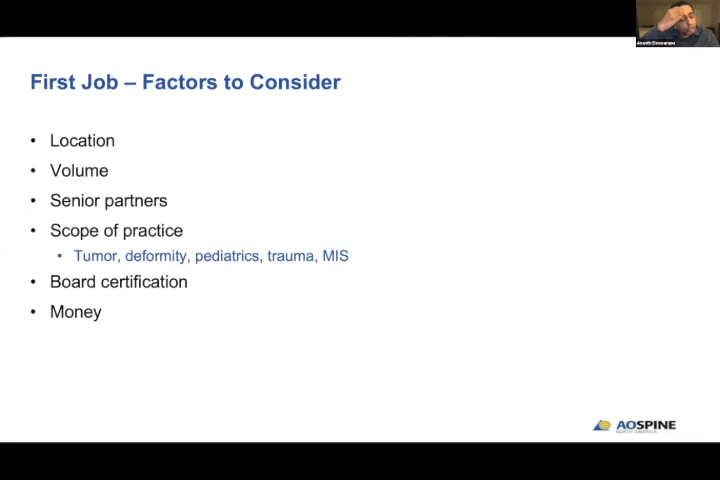 First Job – Factors to Consider
• Location
• Volume
• Senior partners
• Scope of practice
• Tumor, deformity, pediatrics, trauma, MIS
• Board certification
• Money
AOSPINE
NORTH AMERICA